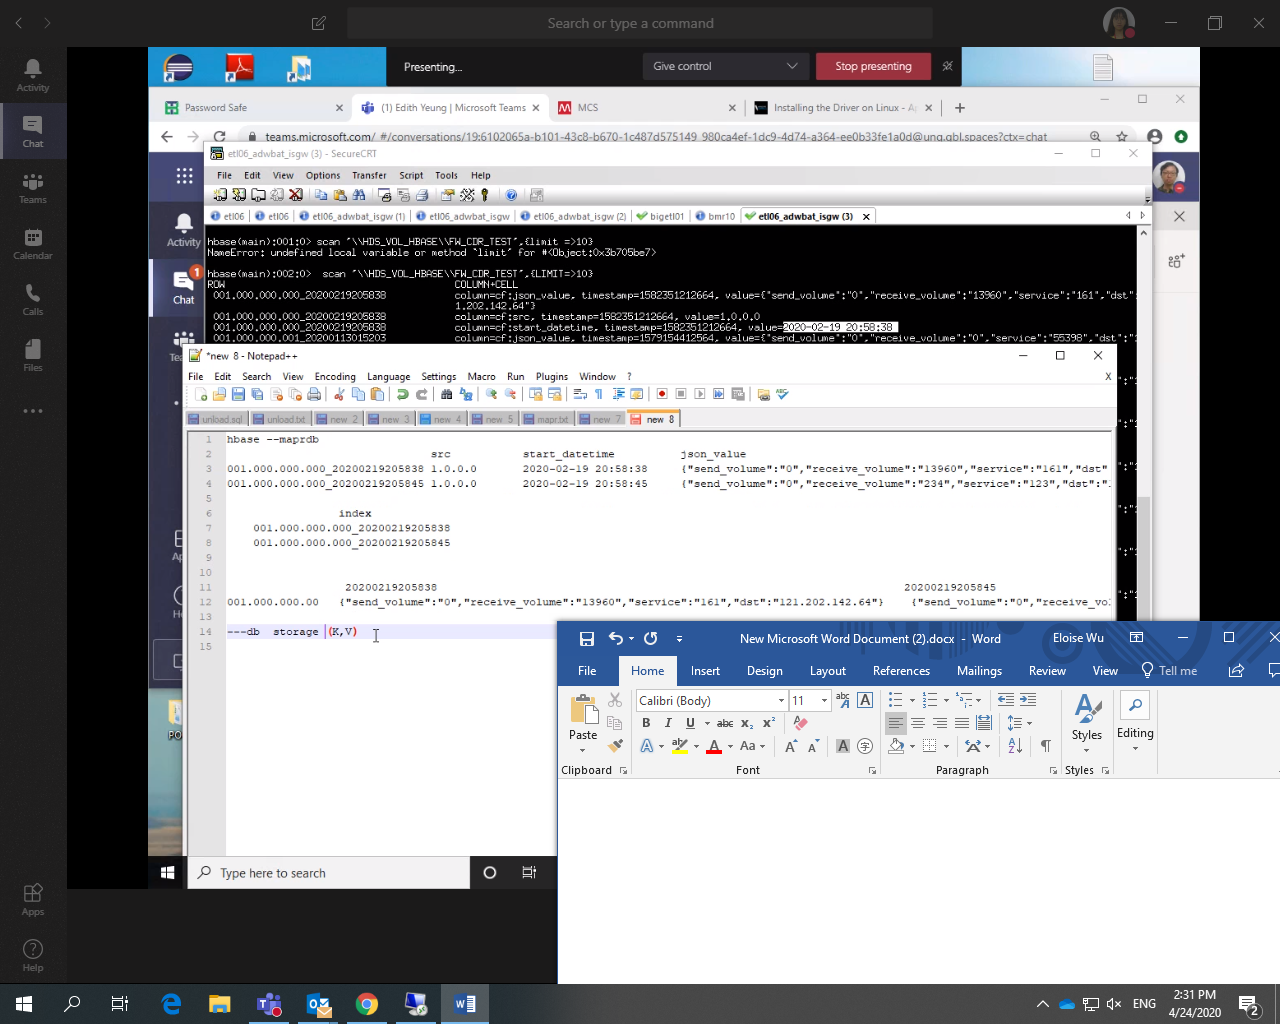 Search or type a command
Activity
Chat
Teams
Calendar
Calls
Files
Apps
Help
Presenting...
Give control
Stop presenting
Password Safe
(1) Edith Yeung | Microsoft Teams
MCS
Installing the Driver on Linux - A
teams.microsoft.com/_#/conversations/19:6102065a-b101-43c8-b670-1c487d575149_980ca4ef-1dc9-4d74-a364-ee0b33fe1a0d@unq.gbl.spaces?ctx=chat
etl06_adwbat_isgw (3) - SecureCRT
File Edit View Options Transfer Script Tools Help
etl06 etl06 etl06_adwbat_isgw (1) etl06_adwbat_isgw etl06_adwbat_isgw (2) bigetl01 bmr10 etl06_adwbat_isgw (3)
Activity
1
Chat
hbase(main):001:0> scan '\\HDS_VOL_HBASE\\FW_CDR_TEST',{limit =>10}
NameError: undefined local variable or method `limit' for #<Object:0x3b705be7>
hbase(main):002:0> scan '\\HDS_VOL_HBASE\\FW_CDR_TEST',{LIMIT=>10}
ROW COLUMN+CELL
001.000.000.000_20200219205838 column=cf:json_value, timestamp=1582351212664, value={"send_volume":"0","receive_volume":"13960","service":"161","dst":
1.202.142.64"}
001.000.000.000_20200219205838 column=cf:src, timestamp=1582351212664, value=1.0.0.0
001.000.000.000_20200219205838 column=cf:start_datetime, timestamp=1582351212664, value=2020-02-19 20:58:38
001.000.000.001_20200113015203 column=cf:json_value, timestamp=1579154412564, value={"send_volume":"0","receive_volume":"0","service":"55398","dst":"
*new 8 - Notepad++
File Edit Search View Encoding Language Settings Macro Run Plugins Window ? X
unload.sql unload.txt new 2 new 3 new 4 new 5 mapr.txt new 7 new 8
1 hbase --maprdb
2 src start_datetime json_value
3 001.000.000.000_20200219205838 1.0.0.0 2020-02-19 20:58:38 {"send_volume":"0","receive_volume":"13960","service":"161","dst"
4 001.000.000.000_20200219205845 1.0.0.0 2020-02-19 20:58:45 {"send_volume":"0","receive_volume":"234","service":"123","dst":"
5
6 index
7 001.000.000.000_20200219205838
8 001.000.000.000_20200219205845
9
10
11 20200219205838 20200219205845
12 001.000.000.00 {"send_volume":"0","receive_volume":"13960","service":"161","dst":"121.202.142.64"} {"send_volume":"0","receive_vo
13
14 ---db storage (K,V)
15
Type here to search
New Microsoft Word Document (2).docx - Word
Eloise Wu
File Home Insert Design Layout References Mailings Review View Tell me
Paste
Calibri (Body) 11
Styles
Editing
Clipboard Font Paragraph Styles
ENG
2:31 PM
4/24/2020
2